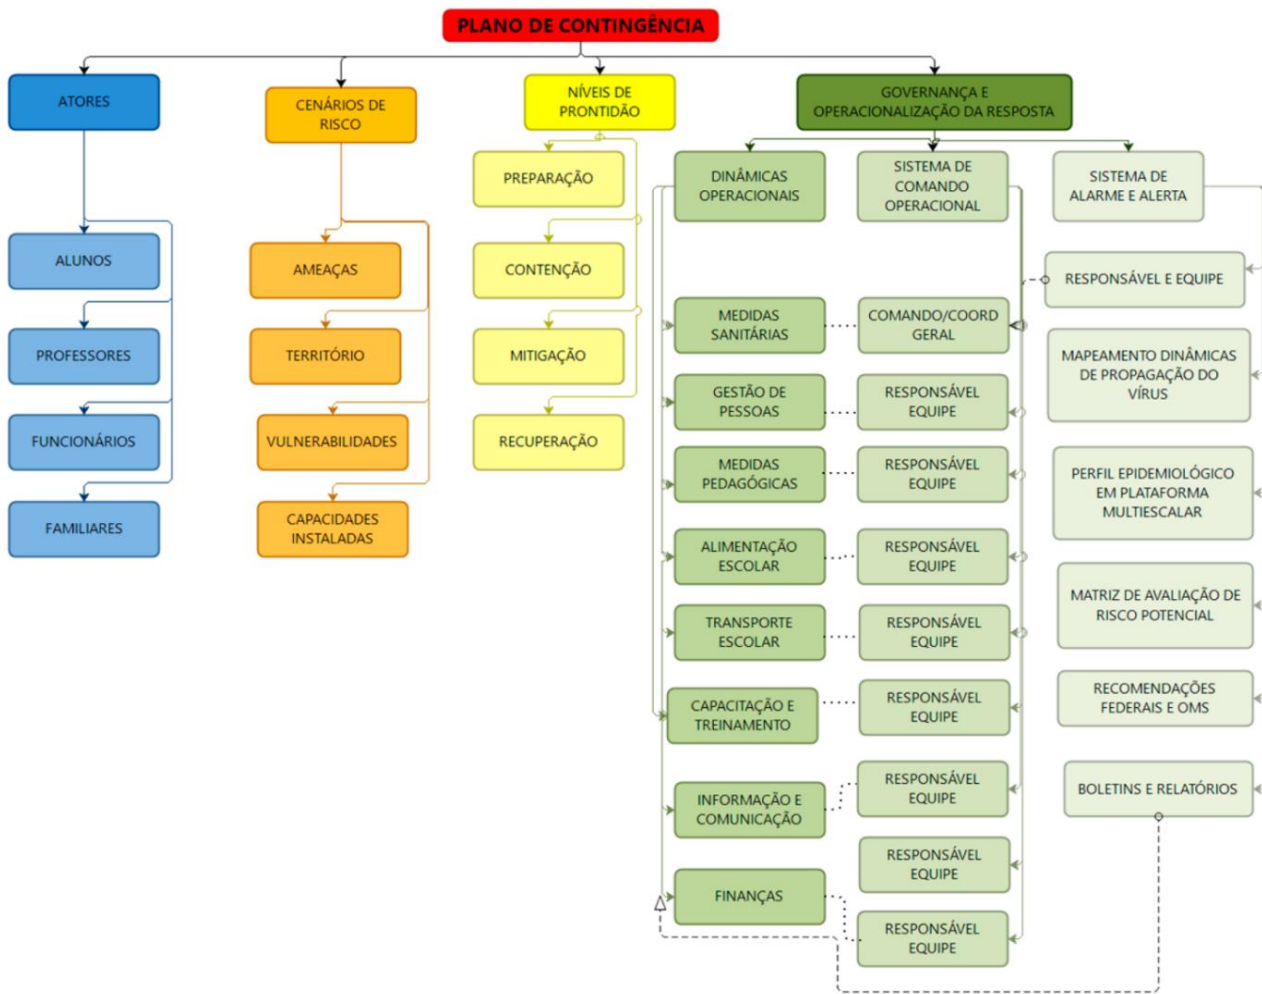 PLANO DE CONTINGÊNCIA
ATORES
ALUNOS
PROFESSORES
FUNCIONÁRIOS
FAMILIARES
CENÁRIOS DE
RISCO
AMEAÇAS
TERRITÓRIO
VULNERABILIDADES
CAPACIDADES
INSTALADAS
NÍVEIS DE
PRONTIDÃO
PREPARAÇÃO
CONTENÇÃO
MITIGAÇÃO
RECUPERAÇÃO
GOVERNANÇA E
OPERACIONALIZAÇÃO DA RESPOSTA
DINÂMICAS
OPERACIONAIS
MEDIDAS
SANITÁRIAS
GESTÃO DE
PESSOAS
MEDIDAS
PEDAGÓGICAS
ALIMENTAÇÃO
ESCOLAR
TRANSPORTE
ESCOLAR
CAPACITAÇÃO E
TREINAMENTO
INFORMAÇÃO E
COMUNICAÇÃO
FINANÇAS
SISTEMA DE
COMANDO
OPERACIONAL
COMANDO/COORD
GERAL
RESPONSÁVEL
EQUIPE
RESPONSÁVEL
EQUIPE
RESPONSÁVEL
EQUIPE
RESPONSÁVEL
EQUIPE
RESPONSÁVEL
EQUIPE
RESPONSÁVEL
EQUIPE
RESPONSÁVEL
EQUIPE
RESPONSÁVEL
EQUIPE
SISTEMA DE
ALARME E ALERTA
RESPONSÁVEL E EQUIPE
MAPEAMENTO DINÂMICAS
DE PROPAGAÇÃO DO
VÍRUS
PERFIL EPIDEMIOLÓGICO
EM PLATAFORMA
MULTIESCALAR
MATRIZ DE AVALIAÇÃO DE
RISCO POTENCIAL
RECOMENDAÇÕES
FEDERAIS E OMS
BOLETINS E RELATÓRIOS